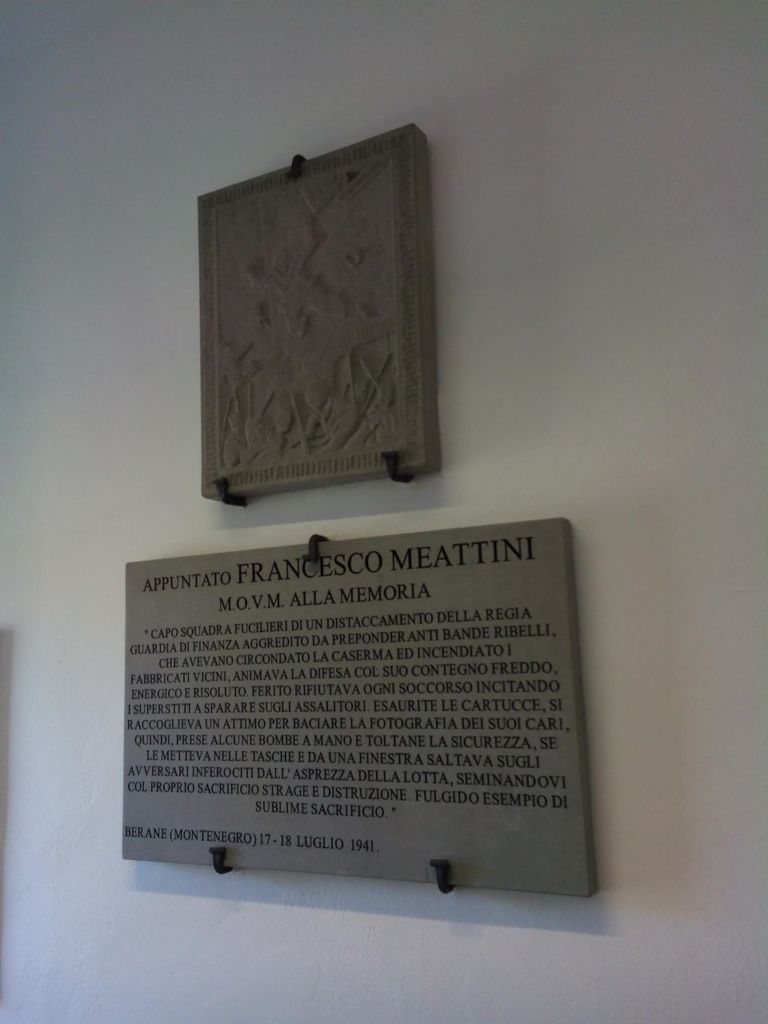 APPUNTATO FRANCESCO MEATTINI
M.O.V.M. ALLA MEMORIA
" CAPO SQUADRA FUCILIERI DI UN DISTACCAMENTO DELLA REGIA
GUARDIA DI FINANZA AGGREDITO DA PREPONDERANTI BANDE RIBELLI,
CHE AVEVANO CIRCONDATO LA CASERMA ED INCENDIATO I
FABBRICATI VICINI, ANIMAVA LA DIFESA COL SUO CONTEGNO FREDDO,
ENERGICO E RISOLUTO. FERITO RIFIUTAVA OGNI SOCCORSO INCITANDO
I SUPERSTITI A SPARARE SUGLI ASSALITORI. ESAURITE LE CARTUCCE, SI
RACCOGLIEVA UN ATTIMO PER BACIARE LA FOTOGRAFIA DEI SUOI CARI,
QUINDI, PRESE ALCUNE BOMBE A MANO E TOLTANE LA SICUREZZA, SE
LE METTEVA NELLE TASCHE E DA UNA FINESTRA SALTAVA SUGLI
AVVERSARI INFEROCITI DALL' ASPREZZA DELLA LOTTA, SEMINANDOVI
COL PROPRIO SACRIFICIO STRAGE E DISTRUZIONE. FULGIDO ESEMPIO DI
SUBLIME SACRIFICIO. "
BERANE (MONTENEGRO) 17 - 18 LUGLIO 1941.